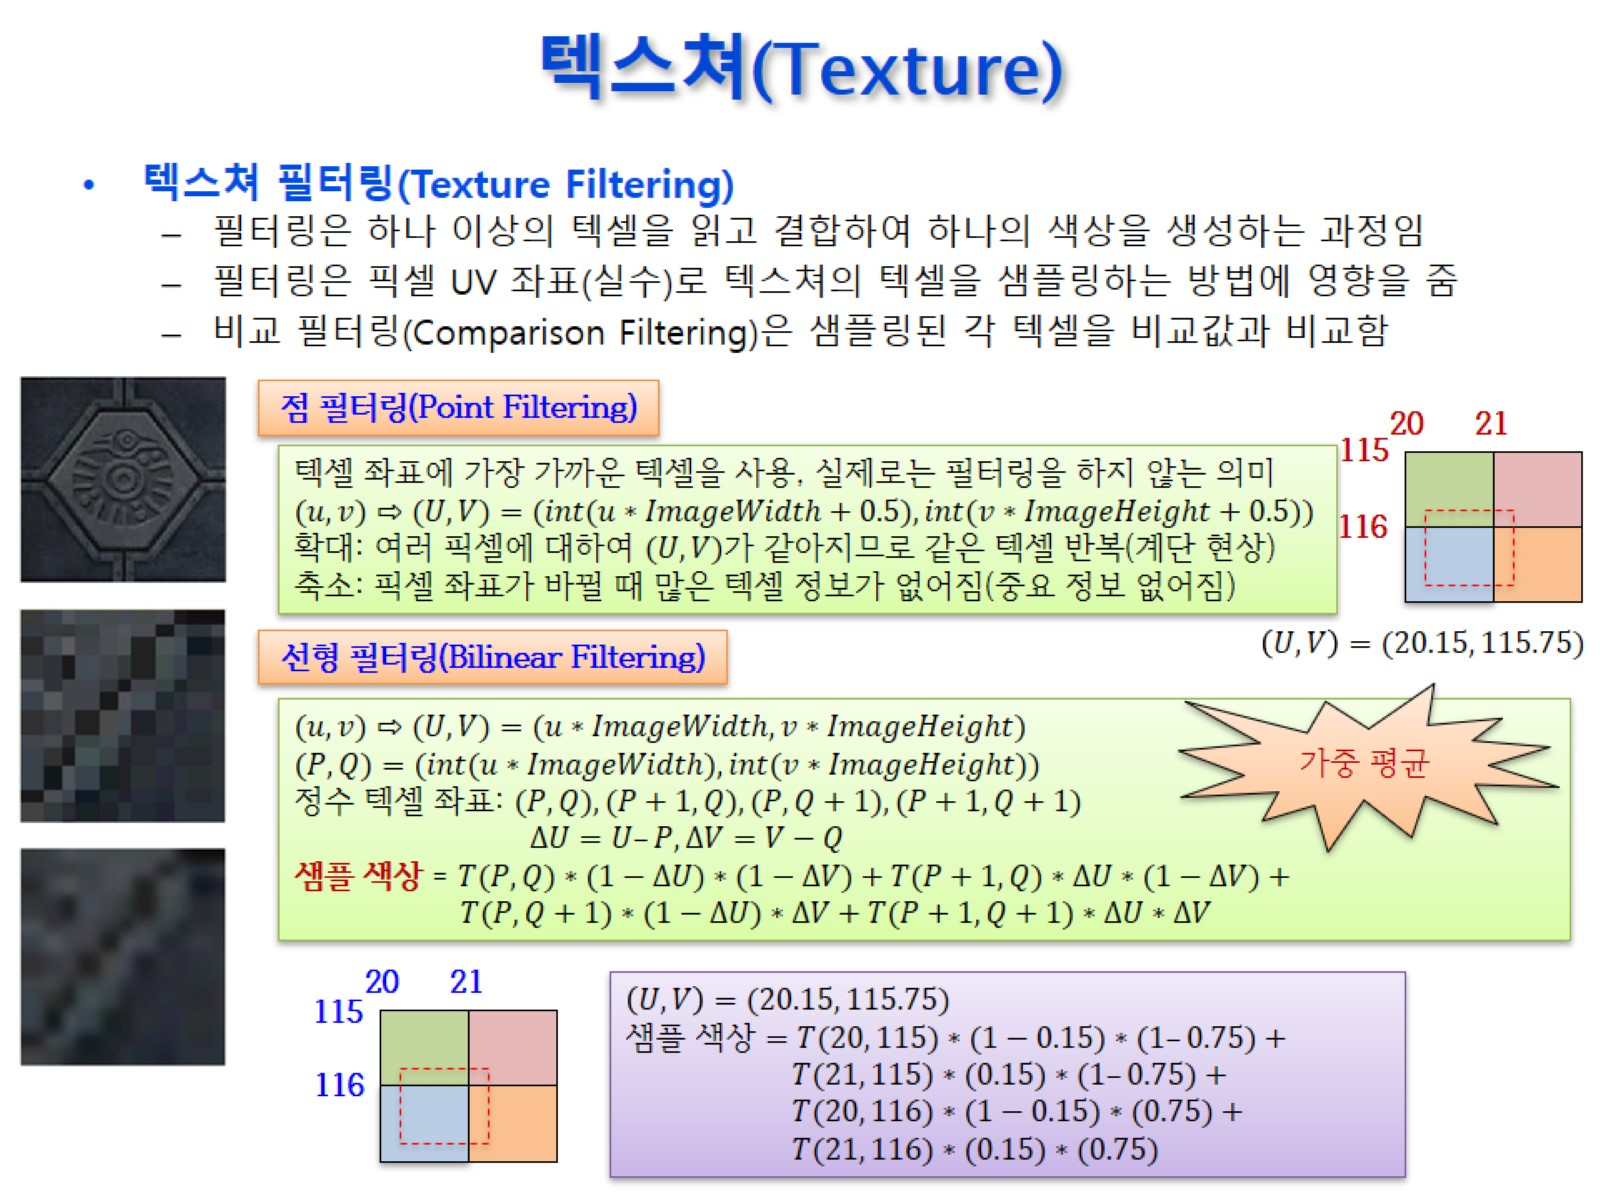 텍스쳐(Texture)
• 텍스쳐 필터링(Texture Filtering)
– 필터링은 하나 이상의 텍셀을 읽고 결합하여 하나의 색상을 생성하는 과정임
– 필터링은 픽셀 UV 좌표(실수)로 텍스쳐의 텍셀을 샘플링하는 방법에 영향을 줌
– 비교 필터링(Comparison Filtering)은 샘플링된 각 텍셀을 비교값과 비교함
점 필터링(Point Filtering)
텍셀 좌표에 가장 가까운 텍셀을 사용, 실제로는 필터링을 하지 않는 의미
(u, v) ⇨ (U, V) = (int(u ∗ ImageWidth + 0.5), int(v ∗ ImageHeight + 0.5))
확대: 여러 픽셀에 대하여 (U, V)가 같아지므로 같은 텍셀 반복(계단 현상)
축소: 픽셀 좌표가 바뀔 때 많은 텍셀 정보가 없어짐(중요 정보 없어짐)
20 21
115
116
(U, V) = (20.15, 115.75)
선형 필터링(Bilinear Filtering)
(u, v) ⇨ (U, V) = (u ∗ ImageWidth, v ∗ ImageHeight)
(P, Q) = (int(u ∗ ImageWidth), int(v ∗ ImageHeight))
정수 텍셀 좌표: (P, Q), (P + 1, Q), (P, Q + 1), (P + 1, Q + 1)
ΔU = U– P, ΔV = V − Q
샘플 색상 = T(P, Q) ∗ (1 − ΔU) ∗ (1 − ΔV) + T(P + 1, Q) ∗ ΔU ∗ (1 − ΔV) +
T(P, Q + 1) ∗ (1 − ΔU) ∗ ΔV + T(P + 1, Q + 1) ∗ ΔU ∗ ΔV
가중 평균
20 21
115
116
(U, V) = (20.15, 115.75)
샘플 색상 = T(20, 115) ∗ (1 − 0.15) ∗ (1– 0.75) +
T(21, 115) ∗ (0.15) ∗ (1– 0.75) +
T(20, 116) ∗ (1 − 0.15) ∗ (0.75) +
T(21, 116) ∗ (0.15) ∗ (0.75)